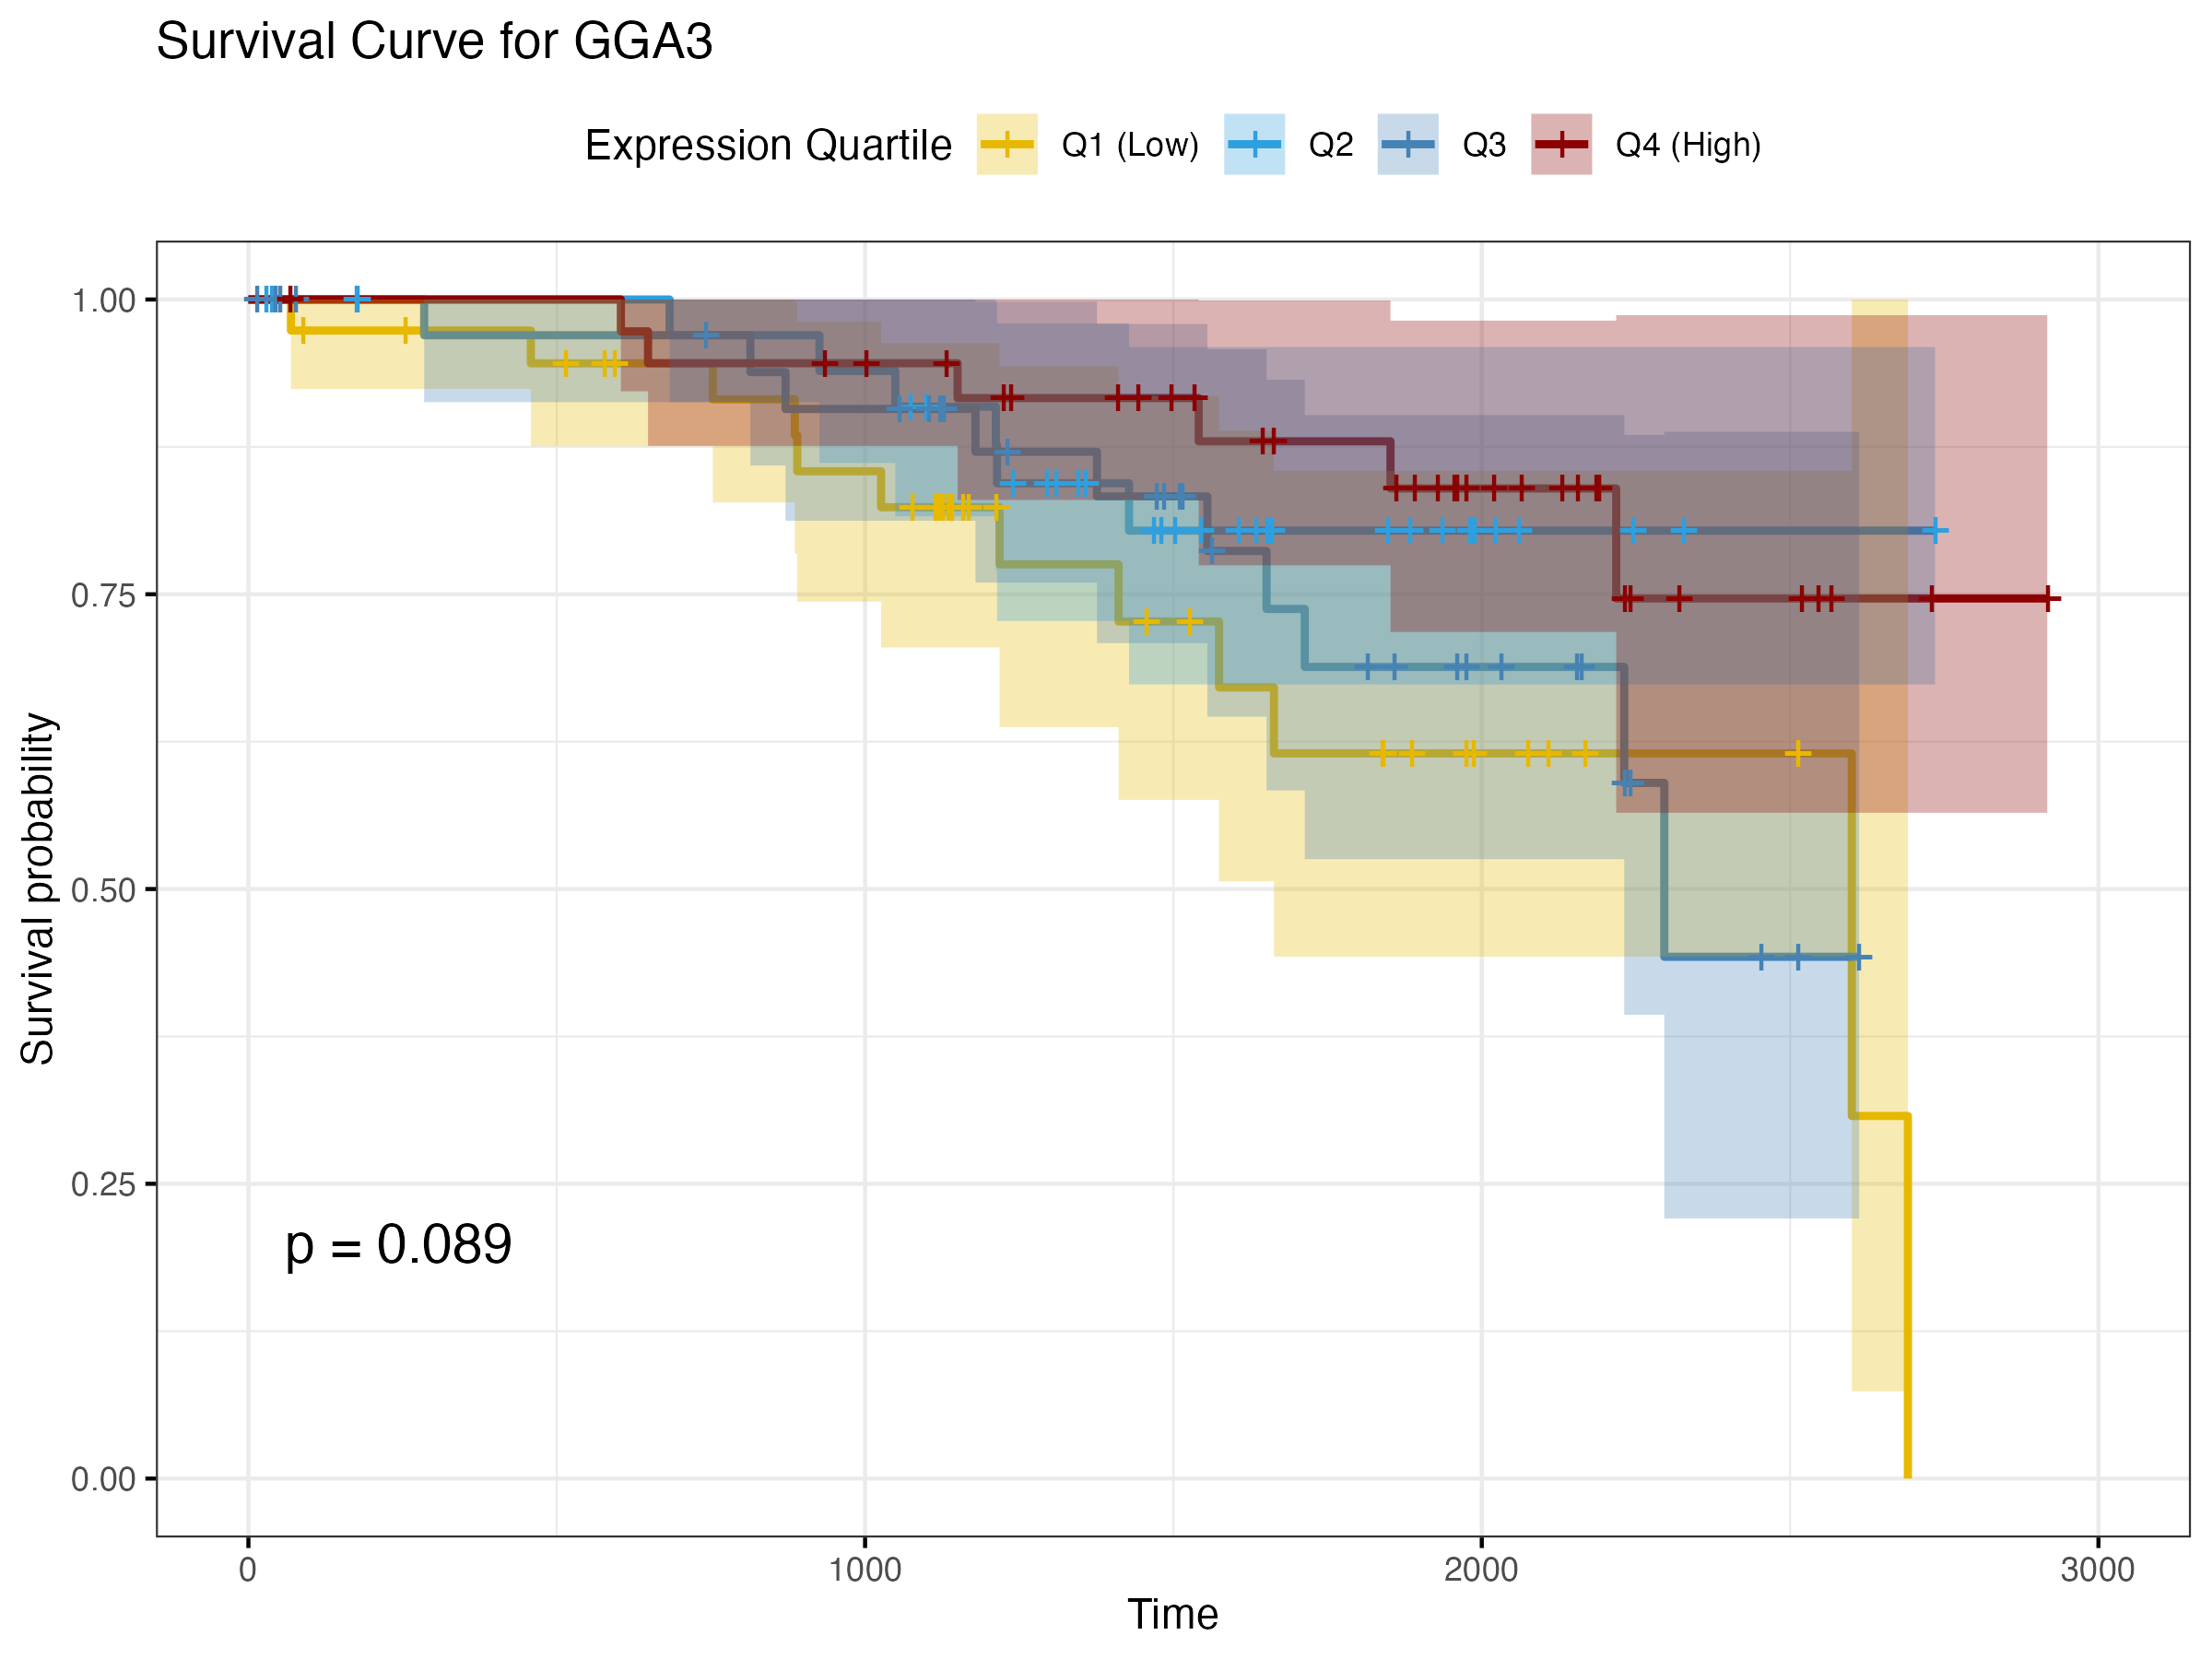 Survival Curve for GGA3
Expression Quartile Q1 (Low) Q2 Q3 Q4 (High)
1.00
0.75
0.50
0.25
0.00
Survival probability
p = 0.089
0 1000 2000 3000
Time